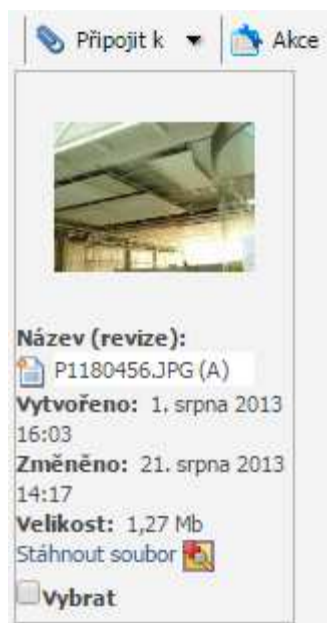 Připojit k Akce
Název (revize):
P1180456.JPG (A)
Vytvořeno: 1. srpna 2013
16:03
Změněno: 21. srpna 2013
14:17
Velikost: 1,27 Mb
Stáhnout soubor
Vybrat